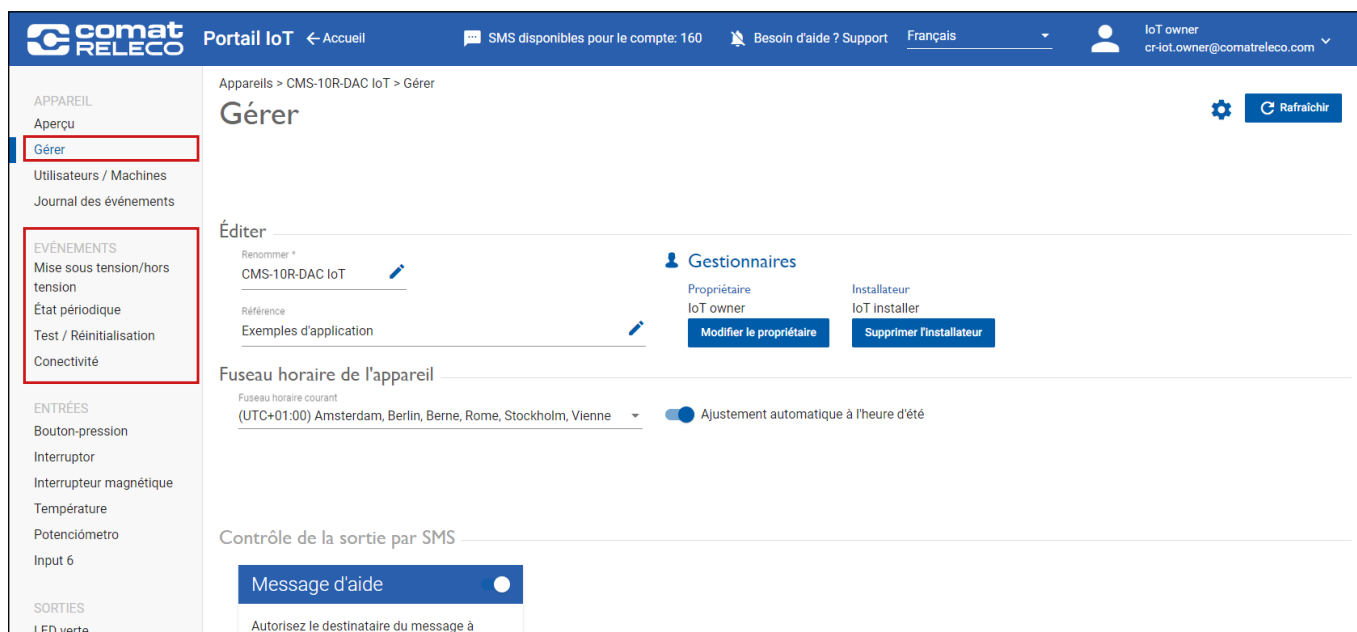 comat
RELECO
Portail IoT
Accueil
SMS disponibles pour le compte: 160
Besoin d'aide ? Support
Français
IoT owner
cr-iot.owner@comatreleco.com
APPAREIL
Aperçu
Gérer
Utilisateurs / Machines
Journal des événements
EVÉNEMENTS
Mise sous tension/hors
tension
État périodique
Test / Réinitialisation
Conectivité
ENTRÉES
Bouton-pression
Interruptor
Interrupteur magnétique
Température
Potenciómetro
Input 6
SORTIES
LED verte
Appareils > CMS-10R-DAC IoT > Gérer
Gérer
Rafraîchir
Éditer
Renommer *
CMS-10R-DAC IoT
Référence
Exemples d'application
Gestionnaires
Propriétaire
IoT owner
Modifier le propriétaire
Installateur
IoT installer
Supprimer l'installateur
Fuseau horaire de l'appareil
Fuseau horaire courant
(UTC+01:00) Amsterdam, Berlin, Berne, Rome, Stockholm, Vienne
Ajustement automatique à l'heure d'été
Contrôle de la sortie par SMS
Message d'aide
Autorisez le destinataire du message à